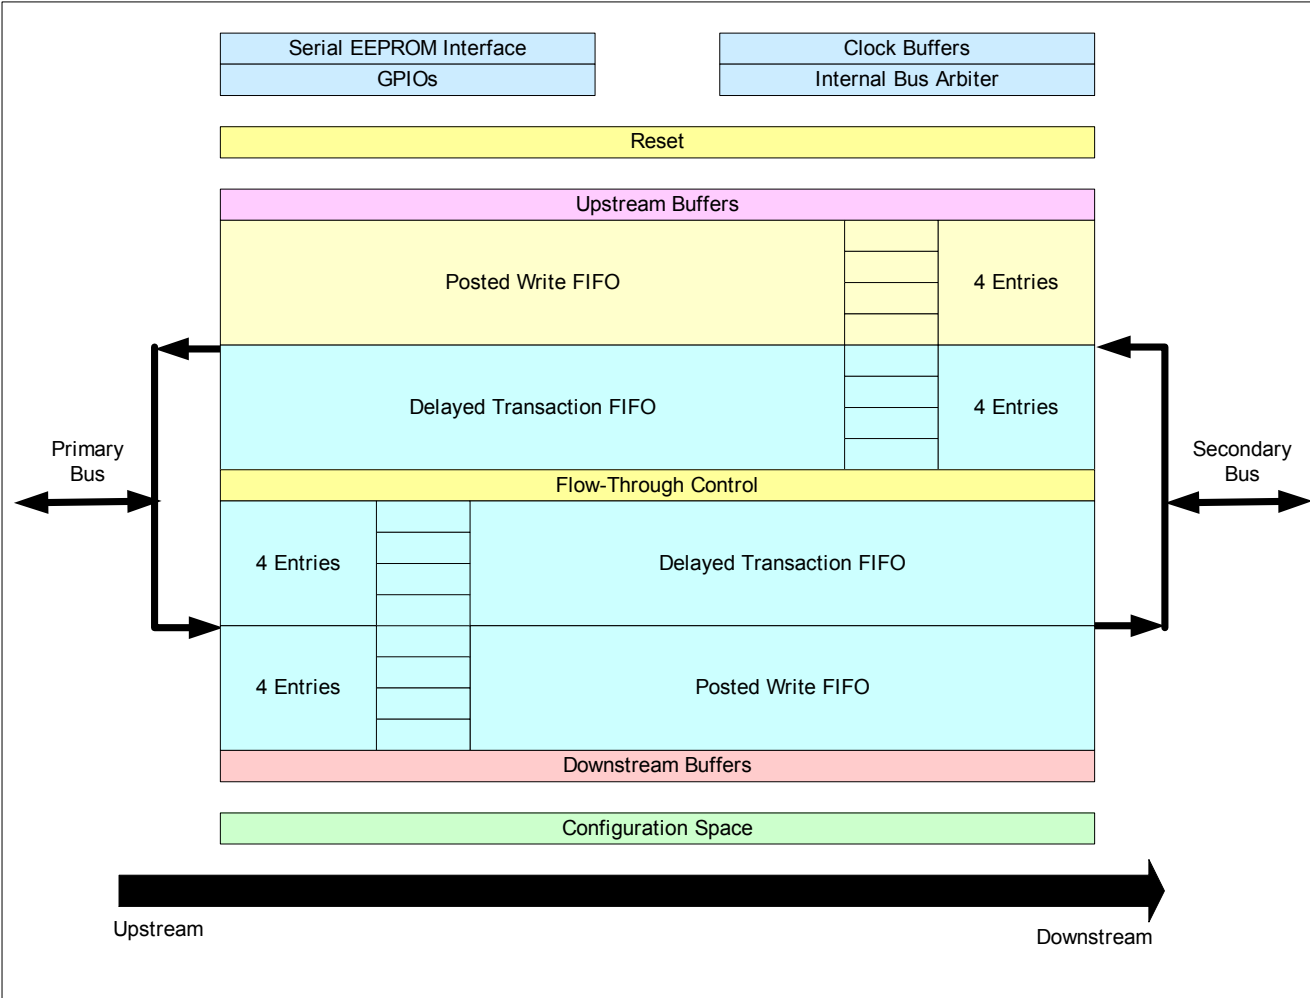 Serial EEPROM Interface
Clock Buffers
GPIOs
Internal Bus Arbiter
Reset
Upstream Buffers
Posted Write FIFO
4 Entries
Delayed Transaction FIFO
4 Entries
Primary
Bus
Secondary
Bus
Flow-Through Control
4 Entries
Delayed Transaction FIFO
4 Entries
Posted Write FIFO
Downstream Buffers
Configuration Space
Upstream
Downstream